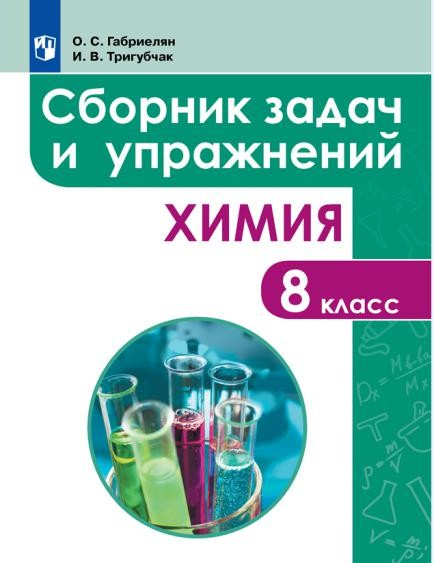 О. С. Габриелян
И. В. Тригубчак
Сборник задач
и упражнений
ХИМИЯ
8 класс